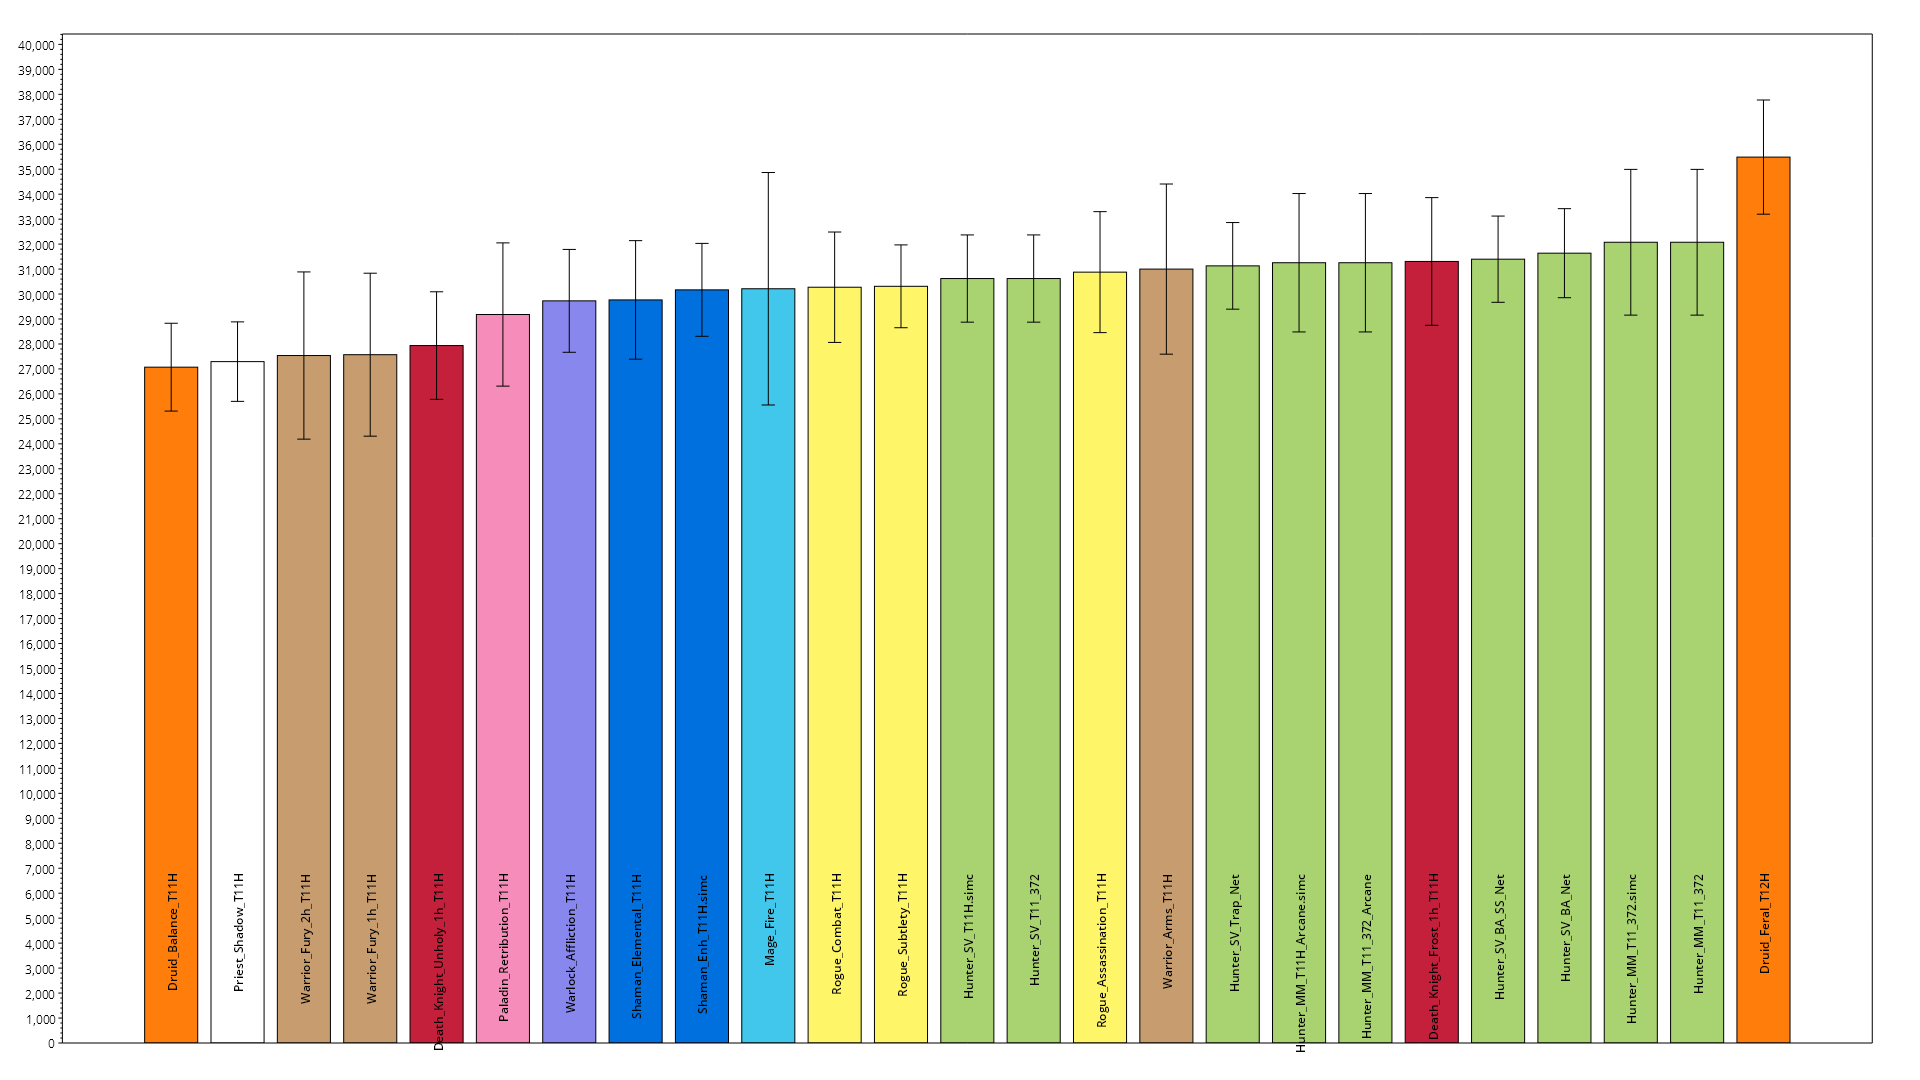 40,000
39,000
38,000
37,000
36,000
35,000
34,000
33,000
32,000
31,000
30,000
29,000
28,000
27,000
26,000
25,000
24,000
23,000
22,000
21,000
20,000
19,000
18,000
17,000
16,000
15,000
14,000
13,000
12,000
11,000
10,000
9,000
8,000
7,000
6,000
5,000
4,000
3,000
2,000
1,000
0
Druid_Balance_T11H
Priest_Shadow_T11H
Warrior_Fury_2h_T11H
Warrior_Fury_1h_T11H
Death_Knight_Unholy_1h_T11H
Paladin_Retribution_T11H
Warlock_Affliction_T11H
Shaman_Elemental_T11H
Shaman_Enh_T11H.simc
Mage_Fire_T11H
Rogue_Combat_T11H
Rogue_Subtlety_T11H
Hunter_SV_T11H.simc
Hunter_SV_T11_372
Rogue_Assassination_T11H
Warrior_Arms_T11H
Hunter_SV_Trap_Net
Hunter_MM_T11H_Arcane.simc
Hunter_MM_T11_372_Arcane
Death_Knight_Frost_1h_T11H
Hunter_SV_BA_SS_Net
Hunter_SV_BA_Net
Hunter_MM_T11_372.simc
Hunter_MM_T11_372
Druid_Feral_T12H